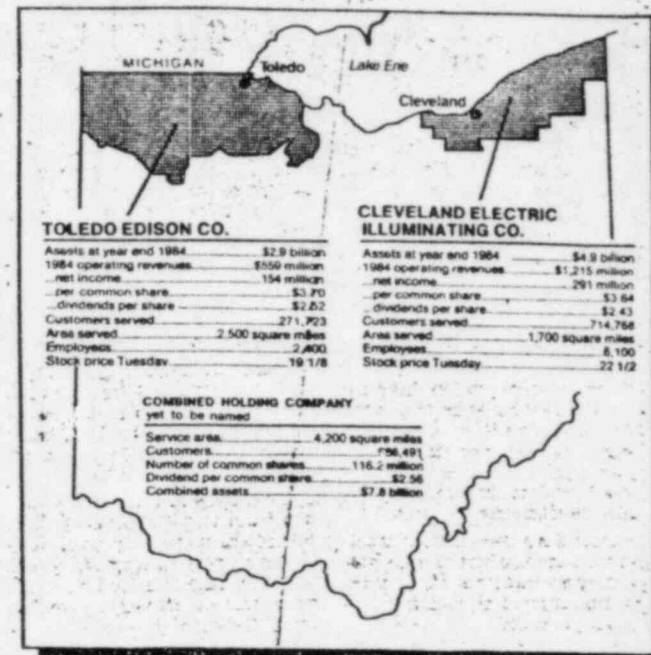 MICHIGAN
Toledo
Lake Erie
Cleveland
TOLEDO EDISON CO.
Assets at year end 1984.......... $2.9 billion
1984 operating revenues.......... $559 million
..net income.......... 154 million
..per common share.......... $3.70
..dividends per share.......... $2.52
Customers served.......... 271,723
Area served.......... 2,500 square miles
Employees.......... 2,400
Stock price Tuesday.......... 19 1/8
CLEVELAND ELECTRIC
ILLUMINATING CO.
Assets at year end 1984.......... $4.9 billion
1984 operating revenues.......... $1,215 million
..net income.......... 291 million
..per common share.......... $3.64
..dividends per share.......... $2.43
Customers served.......... 714,768
Area served.......... 1,700 square miles
Employees..........
Stock price Tuesday.......... 22 1/2
COMBINED HOLDING COMPANY
yet to be named
Service area.......... 4,200 square miles
Customers.......... 986,491
Number of common shares.......... 116.2 million
Dividend per common share.......... $2.56
Combined assets.......... $7.8 billion